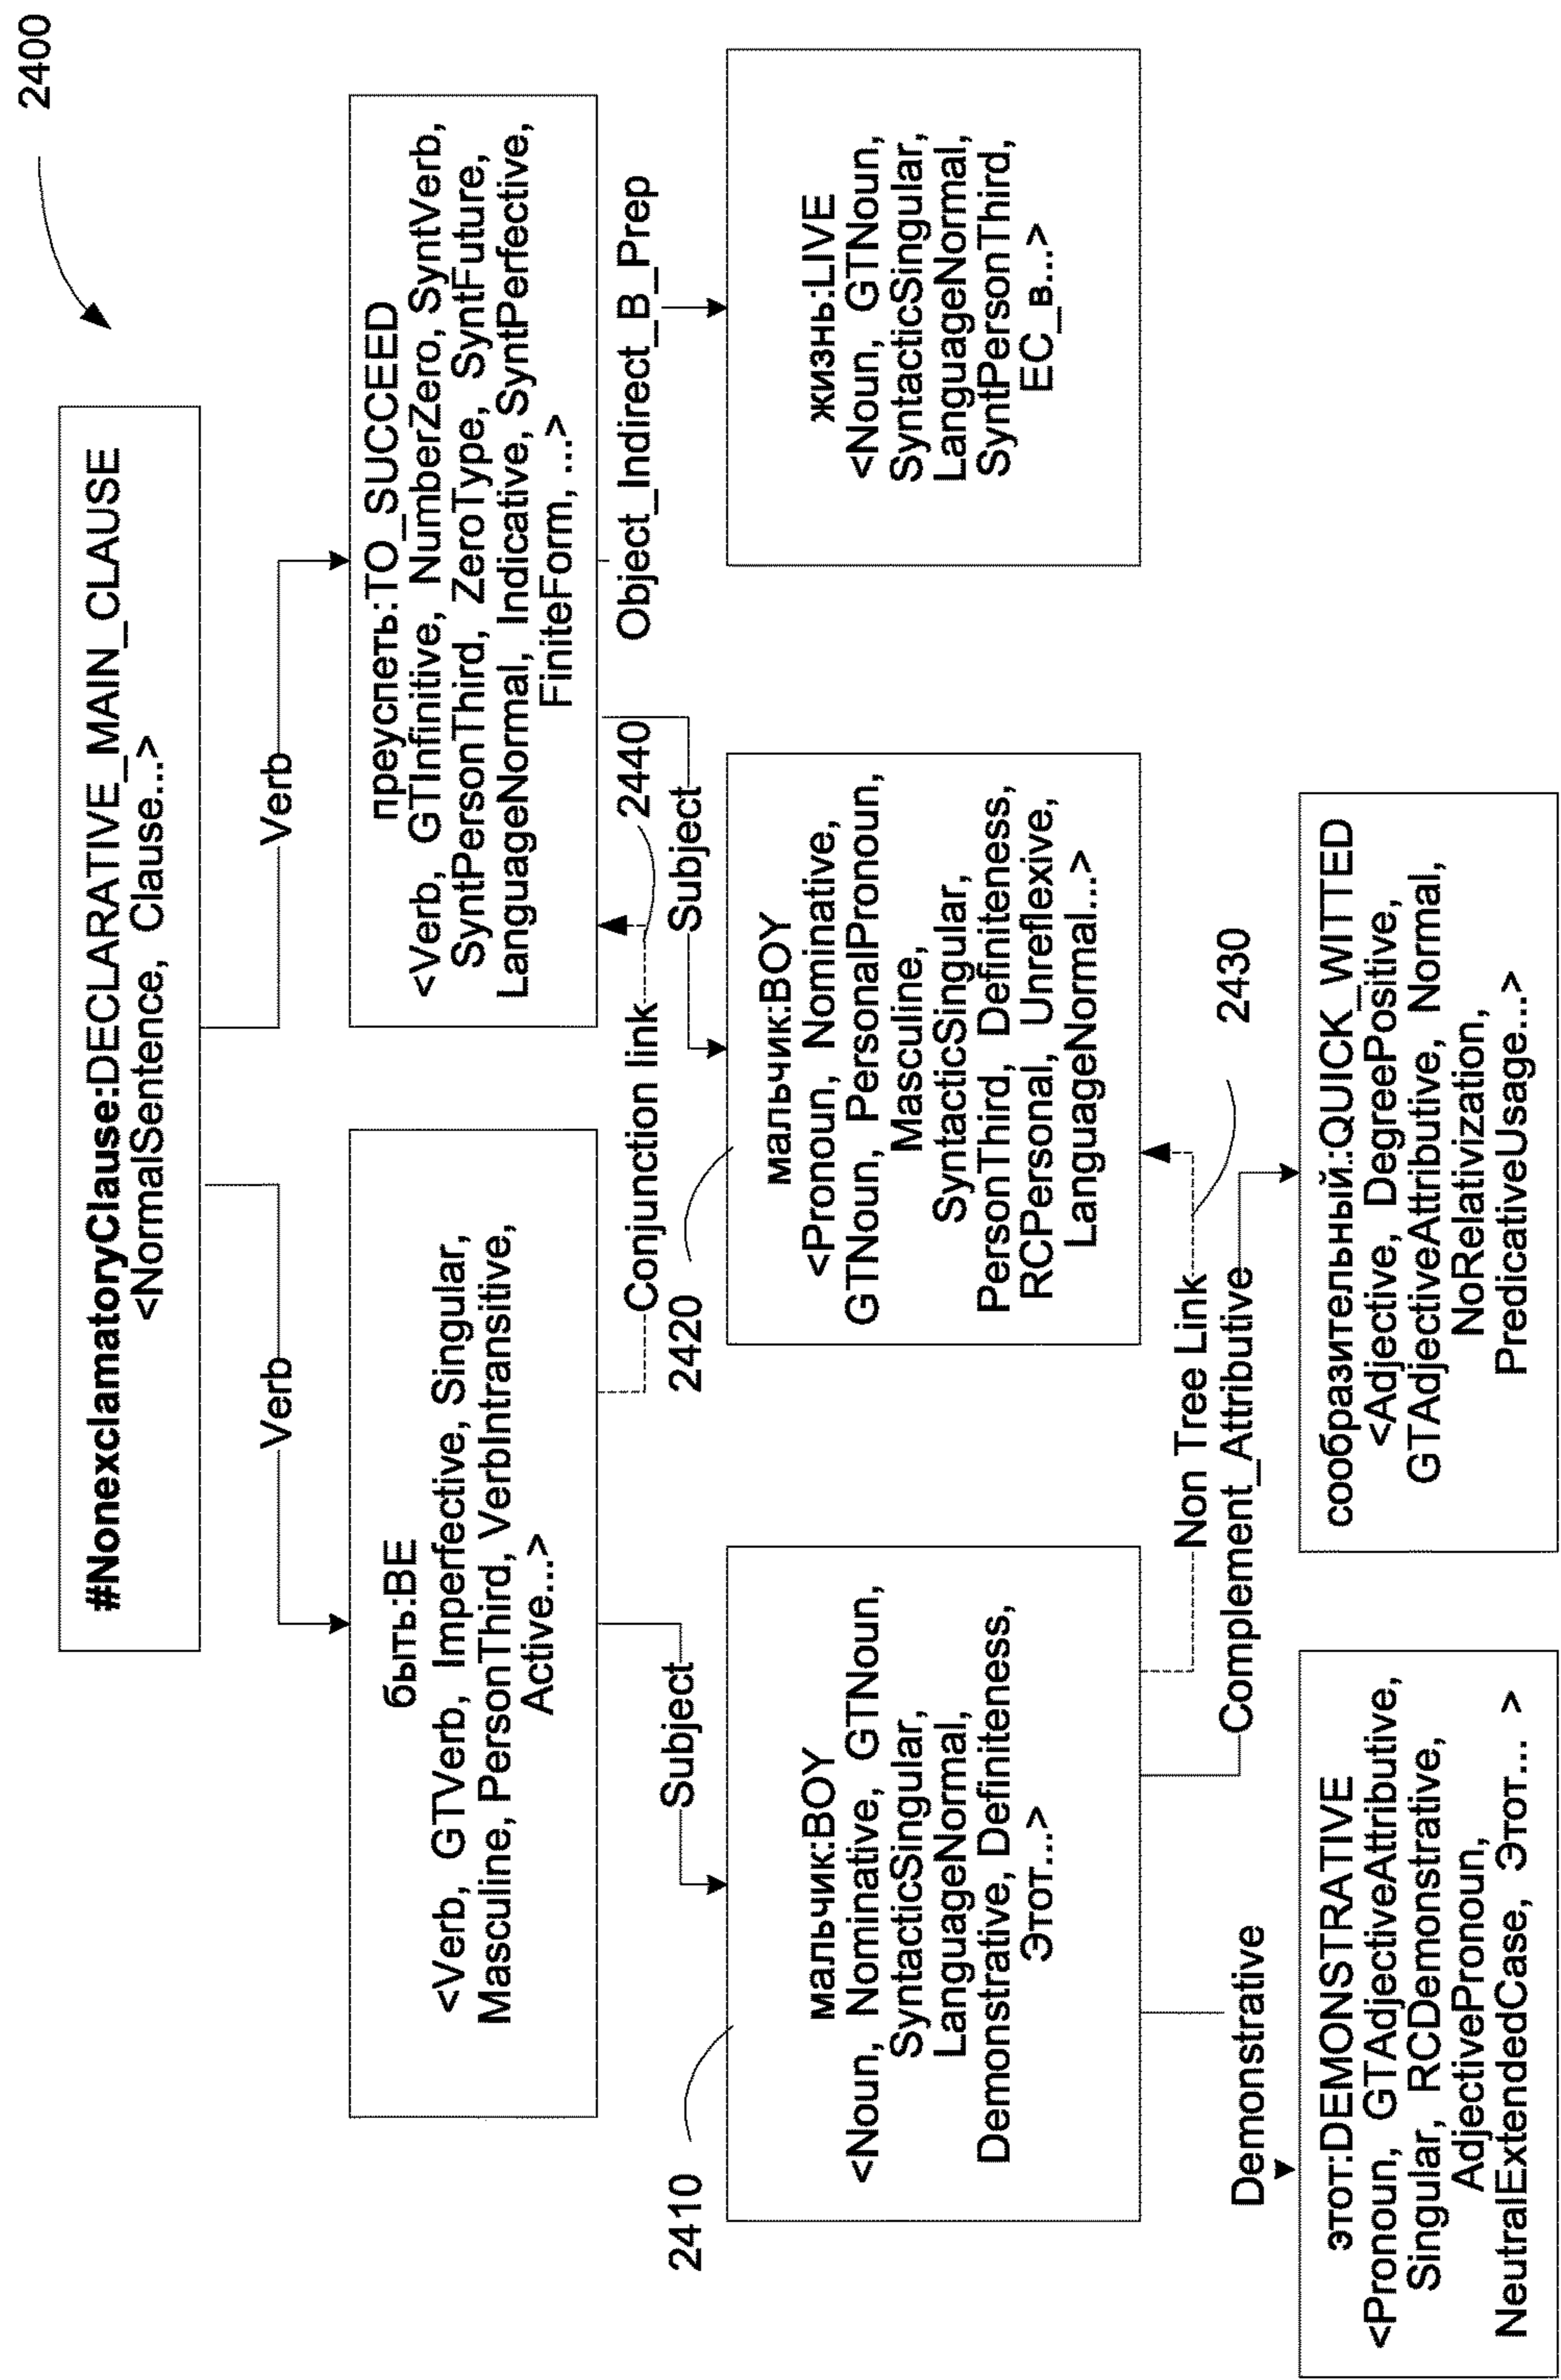 2400
#NonexclamatoryClause:DECLARATIVE_MAIN_CLAUSE
<NormalSentence, Clause...>
Verb
Verb
быть:BE
<Verb, GTVerb, Imperfective, Singular,
Masculine, PersonThird, VerbIntransitive,
Active...>
преуспеть:TO_SUCCEED
<Verb, GTInfinitive, NumberZero, SyntVerb,
SyntPersonThird, ZeroType, SyntFuture,
LanguageNormal, Indicative, SyntPerfective,
FiniteForm, ...>
Conjunction link
2440
Subject
Subject
Object_Indirect_B_Prep
2410
мальчик:BOY
<Noun, Nominative, GTNoun,
SyntacticSingular,
LanguageNormal,
Demonstrative, Definiteness,
Этот...>
2420
мальчик:BOY
<Pronoun, Nominative,
GTNoun, PersonalPronoun,
Masculine,
SyntacticSingular,
PersonThird, Definiteness,
RCPersonal, Unreflexive,
LanguageNormal...>
жизнь:LIVE
<Noun, GTNoun,
SyntacticSingular,
LanguageNormal,
SyntPersonThird,
EC_в...>
Non Tree Link
2430
Demonstrative
Complement_Attributive
этот:DEMONSTRATIVE
<Pronoun, GTAdjectiveAttributive,
Singular, RCDemonstrative,
AdjectivePronoun,
NeutralExtendedCase, Этот... >
сообразительный.:QUICK_WITTED
<Adjective, DegreePositive,
GTAdjectiveAttributive, Normal,
NoRelativization,
PredicativeUsage...>